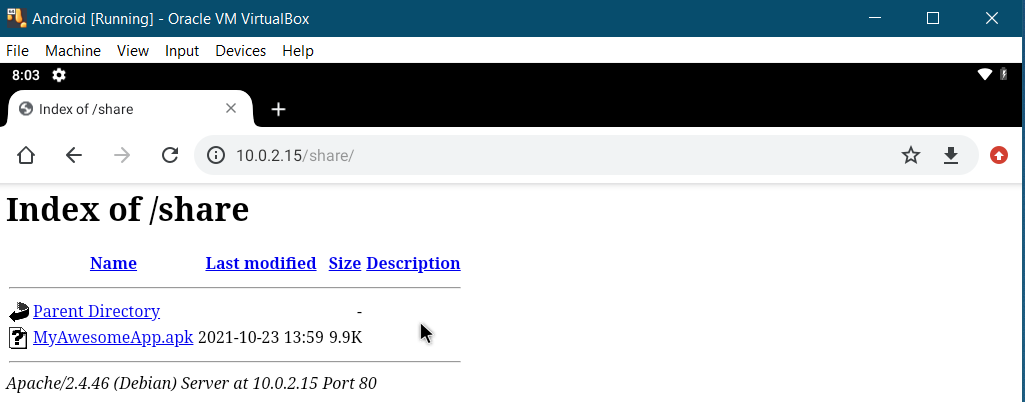 Android [Running] - Oracle VM VirtualBox
File Machine View Input Devices Help
8:03
Index of /share
10.0.2.15/share/
Index of /share
Name Last modified Size Description
Parent Directory -
MyAwesomeApp.apk 2021-10-23 13:59 9.9K
Apache/2.4.46 (Debian) Server at 10.0.2.15 Port 80